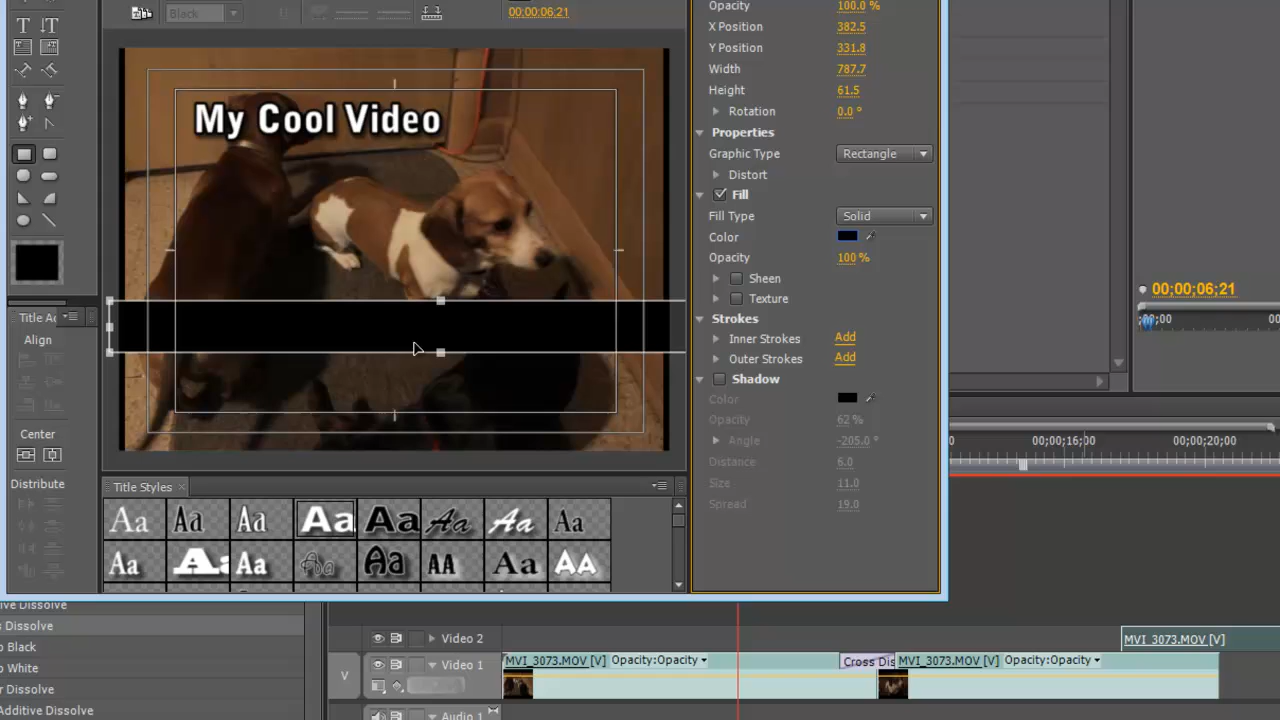 Black
00:00:06;21
My Cool Video
Title Ac
Align
Center
Distribute
Title Styles
Aa Aa Aa Aa Aa Aa Aa Aa
Aa A Aa Aa Aa AA Aa AA
Opacity 100.0 %
X Position 382.5
Y Position 331.8
Width 787.7
Height 61.5
Rotation 0.0 °
Properties
Graphic Type Rectangle
Distort
Fill
Fill Type Solid
Color
Opacity 100 %
Sheen
Texture
Strokes
Inner Strokes Add
Outer Strokes Add
Shadow
Color
Opacity 62 %
Angle -205.0 °
Distance 6.0
Size 11.0
Spread 19.0
00;00;06;21
;00;00 00
0 00;00;16;00 00;00;20;00
ive Dissolve
s Dissolve
o Black
o White
r Dissolve
Additive Dissolve
Video 2
MVI_3073.MOV [V]
V
Video 1
MVI_3073.MOV [V] Opacity:Opacity
Cross Dis
MVI_3073.MOV [V] Opacity:Opacity
Audio 1